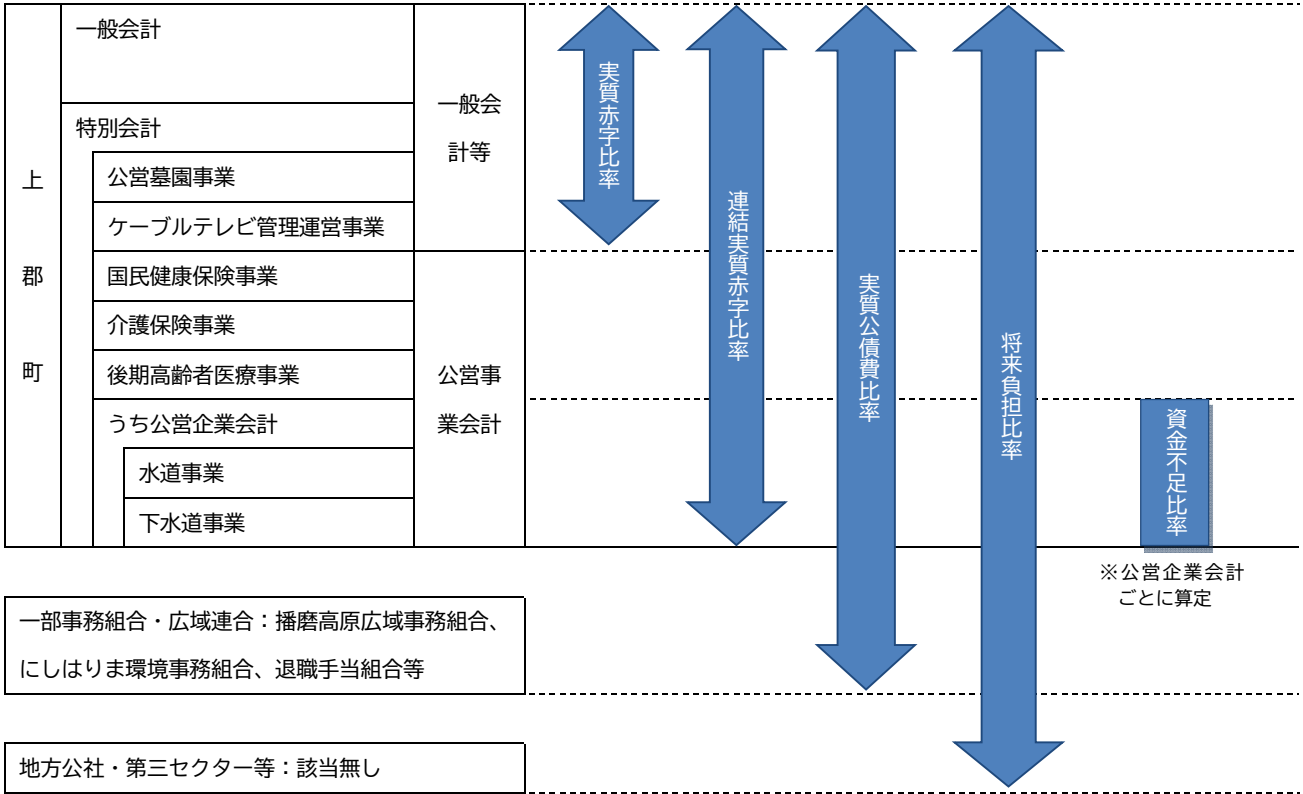 上郡町
一般会計
特別会計
公営墓園事業
ケーブルテレビ管理運営事業
国民健康保険事業
介護保険事業
後期高齢者医療事業
うち公営企業会計
水道事業
下水道事業
一般会
計等
公営事
業会計
実質赤字比率
連結実質赤字比率
実質公債費比率
将来負担比率
資金不足比率
※公営企業会計
ごとに算定
一部事務組合・広域連合：播磨高原広域事務組合、
にしはりま環境事務組合、退職手当組合等
地方公社・第三セクター等：該当無し